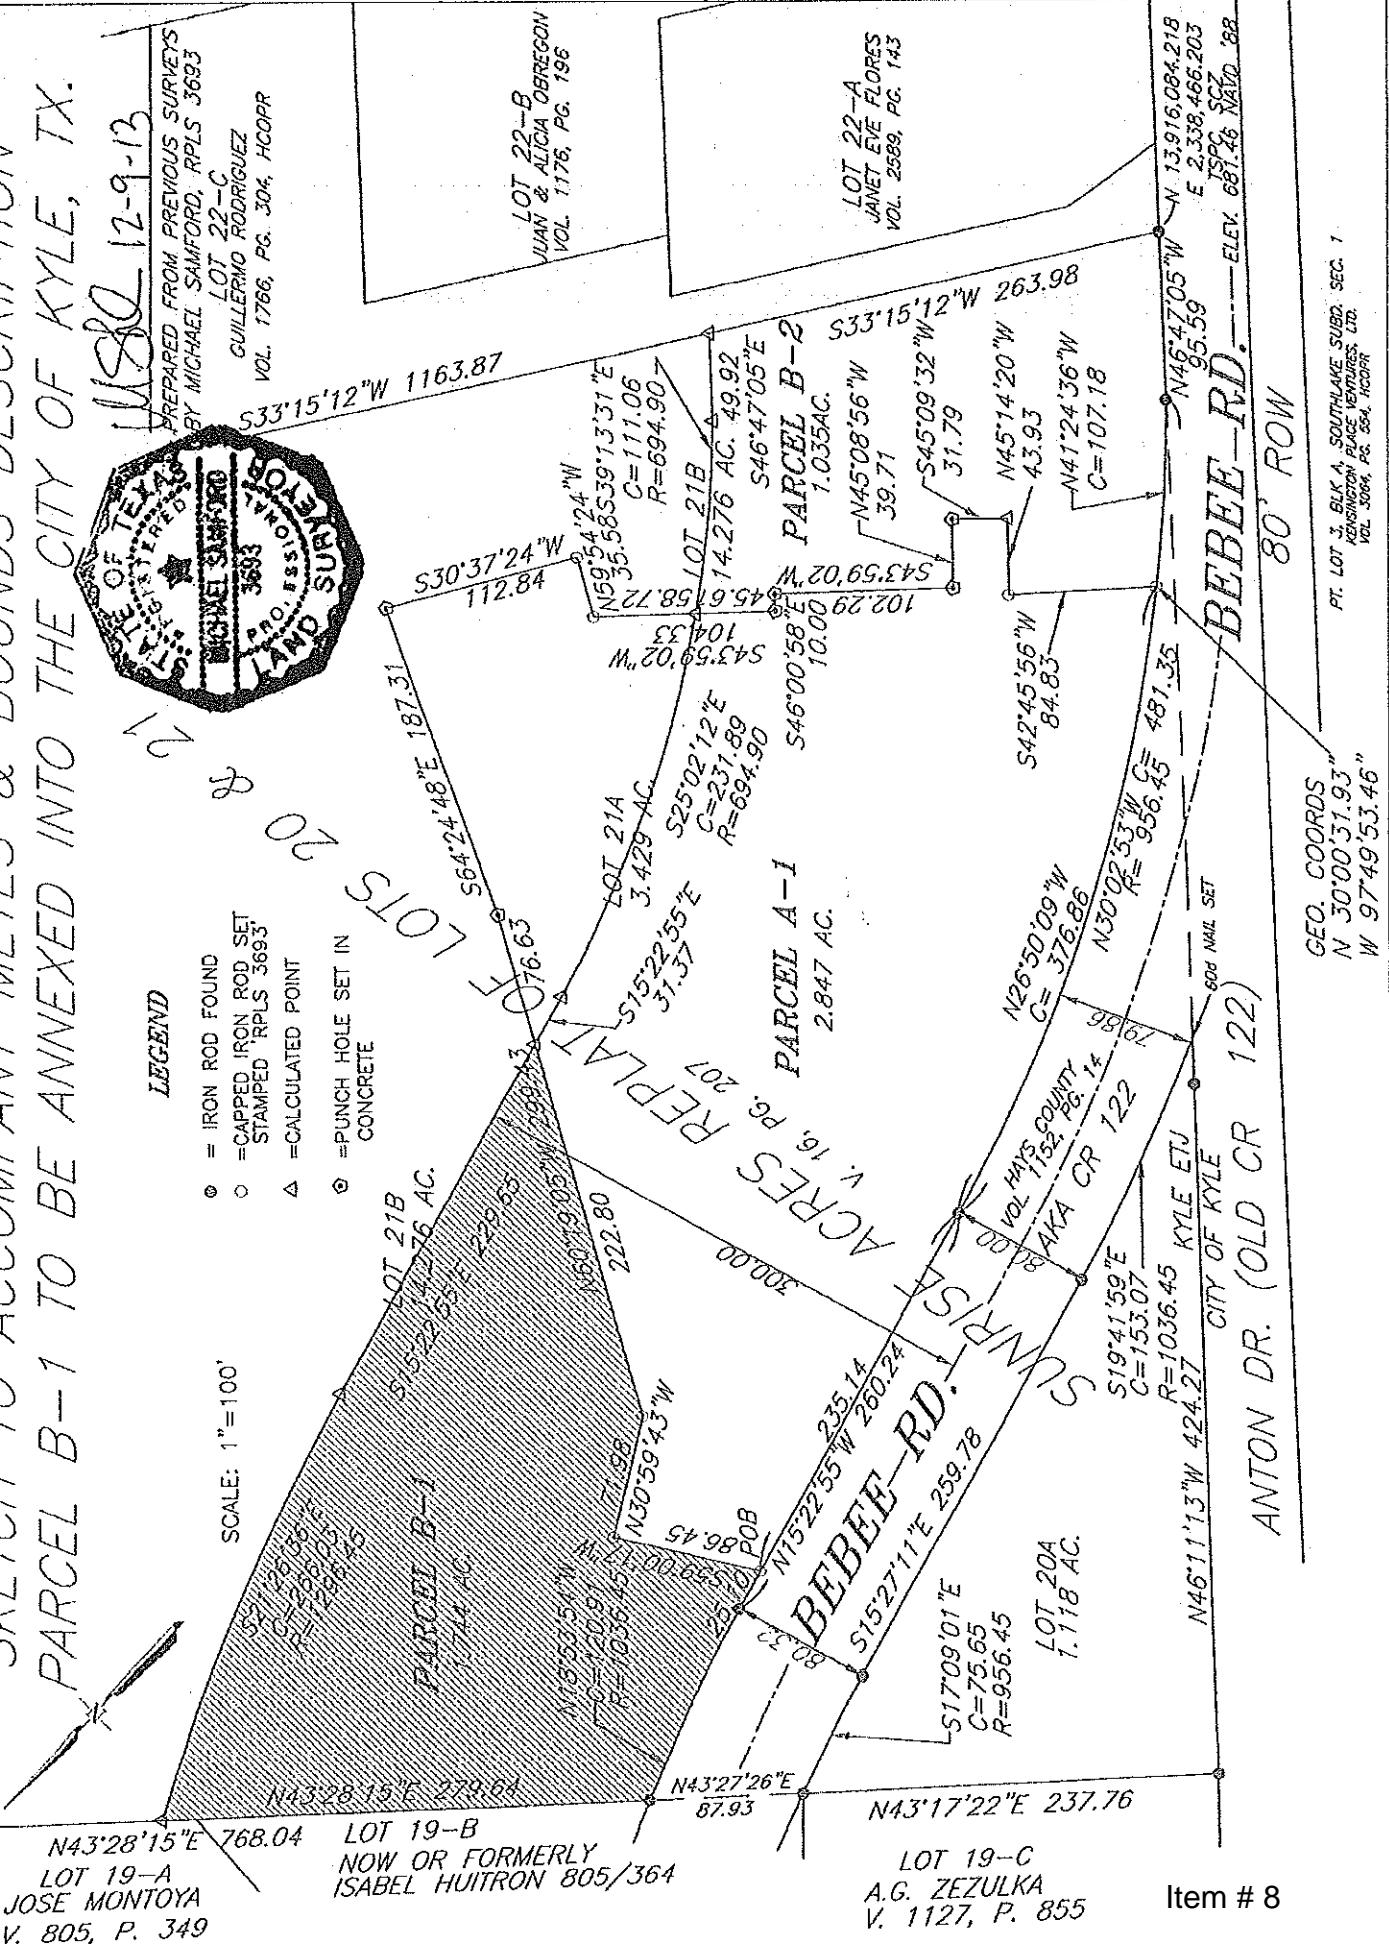 PARCEL B-1 TO BE ANNEXED INTO THE CITY OF KYLE, TX.
12-9-13
PREPARED FROM PREVIOUS SURVEYS
BY MICHAEL SAMFORD, RPLS 3693
LOT 22-C
GUILLERMO RODRIGUEZ
VOL. 1766, PG. 304, HCOPR
STATE OF TEXAS
REGISTERED
MICHAEL SAMFORD
3693
PROFESSIONAL
LAND SURVEYOR
LOT 22-B
JUAN & ALICIA OBREGON
VOL. 1176, PG. 196
LOT 22-A
JANET EVE FLORES
VOL. 2589, PG. 143
N 13,916,084.218
E 2,338,466.203
TSPC, SCZ
ELEV. 681.46 NAVD '88
LEGEND
= IRON ROD FOUND
=CAPPED IRON ROD SET
STAMPED "RPLS 3693"
=CALCULATED POINT
=PUNCH HOLE SET IN
CONCRETE
SCALE: 1"=100'
S33°15'12"W 1163.87
S33°15'12"W 263.98
S30°37'24"W
112.84
N59°54'24"W
35.58
S39°13'31"E
C=111.06
R=694.90
LOT 21B
14.276 AC.
49.92
S46°47'05"E
PARCEL B-2
1.035AC.
N45°08'56"W
39.71
S45°09'32"W
31.79
N45°14'20"W
43.93
N41°24'36"W
C=107.18
N46°47'05"W
95.59
BEBEE RD.
80' ROW
58.72
45.61
S43°59'02"W
104.33
S43°59'02"W
102.29
S46°00'58"E
10.00
S42°45'56"W
84.83
S64°24'48"E 187.31
76.63
LOT 21A
3.429 AC.
S25°02'12"E
C=231.89
R=694.90
S15°22'55"E
31.37
PARCEL A-1
2.847 AC.
N26°50'09"W
C= 376.86
N30°02'53"W C= 481.35
R= 956.45
SUNRISE ACRES REPLAT OF LOTS 20 & 21
V. 16, PG. 207
PT. LOT 3, BLK A, SOUTHLAKE SUBD. SEC. 1
KENSINGTON PLACE VENTURES, LTD.
VOL 3064, PG. 564, HCOPR
GEO. COORDS
N 30°00'31.93"
W 97°49'53.46"
60d NAIL SET
79.86
HAYS COUNTY
VOL 1152, PG. 14
AKA CR 122
80.00
LOT 21B
14.276 AC.
S15°22'55"E 229.65
N60°19'05"W 299.43
222.80
300.00
S21°26'36"E
C=266.05
R=1296.45
PARCEL B-1
1.744 AC.
71.98
N30°59'43"W
S59°00'17"W
86.45
POB
N18°53'54"W
C=120.91
R=1036.45
235.14
N15°22'55"W 260.24
BEBEE RD.
80.32
S15°27'11"E 259.78
S19°41'59"E
C=153.07
R=1036.45
KYLE ETJ
CITY OF KYLE
N46°11'13"W 424.27
ANTON DR. (OLD CR 122)
S17°09'01"E
C=75.65
R=956.45
LOT 20A
1.118 AC.
N43°28'15"E 279.64
N43°27'26"E
87.93
N43°17'22"E 237.76
N43°28'15"E 768.04
LOT 19-A
JOSE MONTOYA
V. 805, P. 349
LOT 19-B
NOW OR FORMERLY
ISABEL HUITRON 805/364
LOT 19-C
A.G. ZEZULKA
V. 1127, P. 855
Item # 8